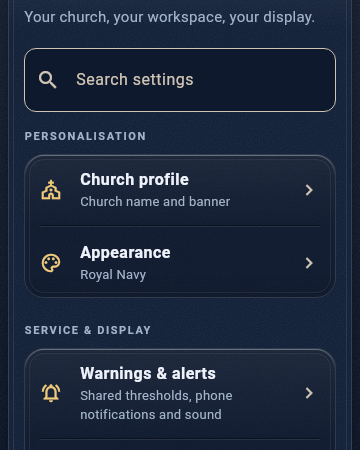 Your church, your workspace, your display.
Search settings
PERSONALISATION
Church profile
Church name and banner
Appearance
Royal Navy
SERVICE & DISPLAY
Warnings & alerts
Shared thresholds, phone
notifications and sound